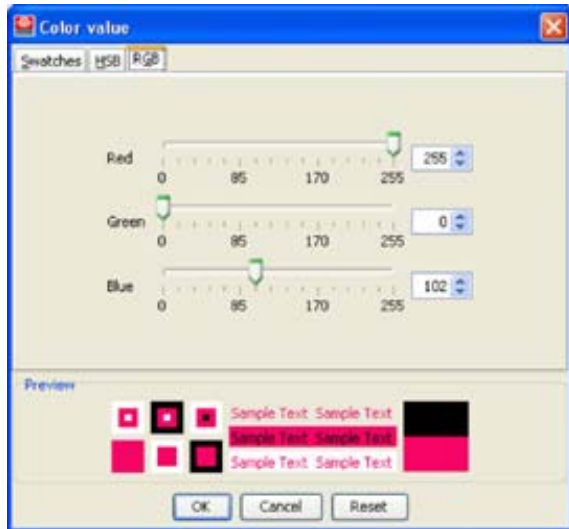 Color value
Swatches HSB RGB
Red 255
0 85 170 255
Green 0
0 85 170 255
Blue 102
0 85 170 255
Preview
Sample Text Sample Text
Sample Text Sample Text
Sample Text Sample Text
OK Cancel Reset